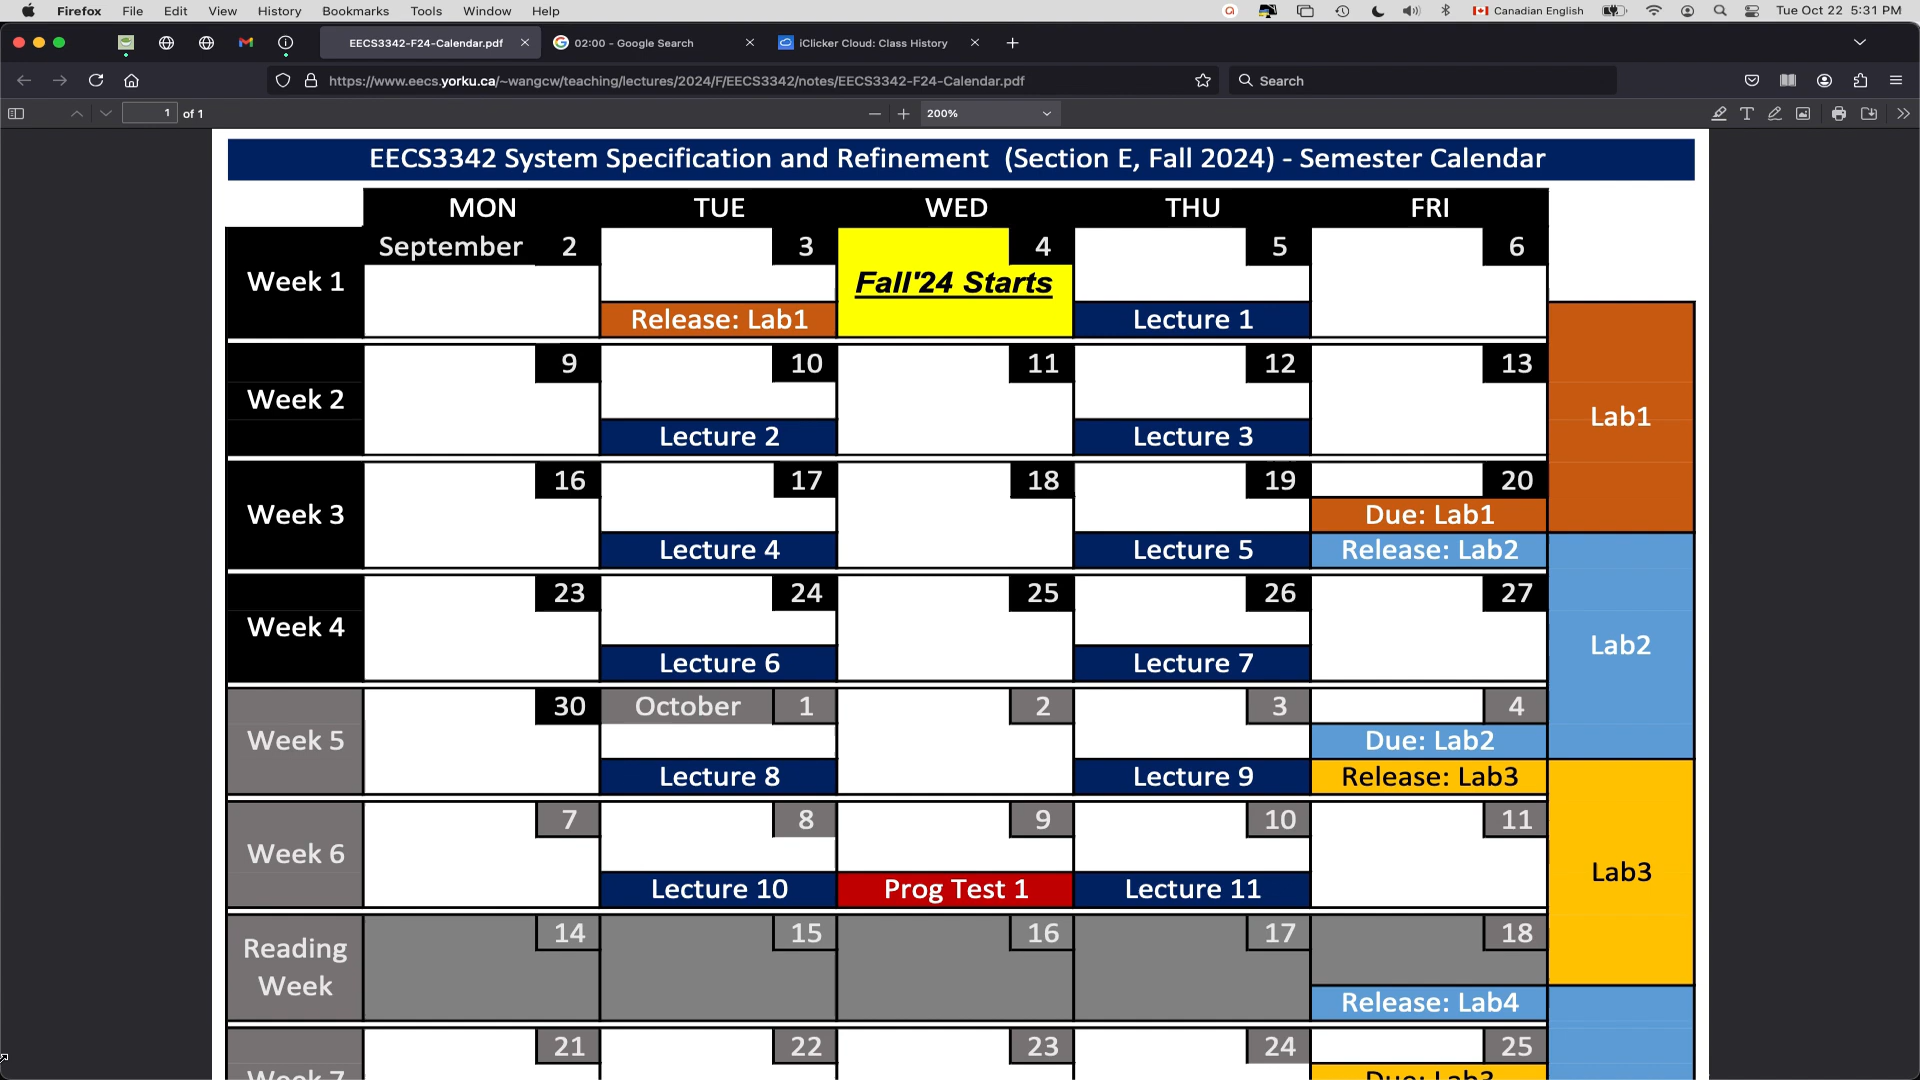 Firefox File Edit View History Bookmarks Tools Window Help Canadian English Tue Oct 22 5:31 PM
EECS3342-F24-Calendar.pdf 02:00 - Google Search iClicker Cloud: Class History
https://www.eecs.yorku.ca/~wangcw/teaching/lectures/2024/F/EECS3342/notes/EECS3342-F24-Calendar.pdf Search
1 of 1 200%
EECS3342 System Specification and Refinement (Section E, Fall 2024) - Semester Calendar
MON TUE WED THU FRI
September 2 3 4 5 6
Week 1 Fall'24 Starts
Release: Lab1 Lecture 1
9 10 11 12 13
Week 2 Lab1
Lecture 2 Lecture 3
16 17 18 19 20
Week 3 Due: Lab1
Lecture 4 Lecture 5 Release: Lab2
23 24 25 26 27
Week 4 Lab2
Lecture 6 Lecture 7
30 October 1 2 3 4
Week 5 Due: Lab2
Lecture 8 Lecture 9 Release: Lab3
7 8 9 10 11
Week 6 Lab3
Lecture 10 Prog Test 1 Lecture 11
14 15 16 17 18
Reading
Week
Release: Lab4
21 22 23 24 25
Week 7 Due: Lab3